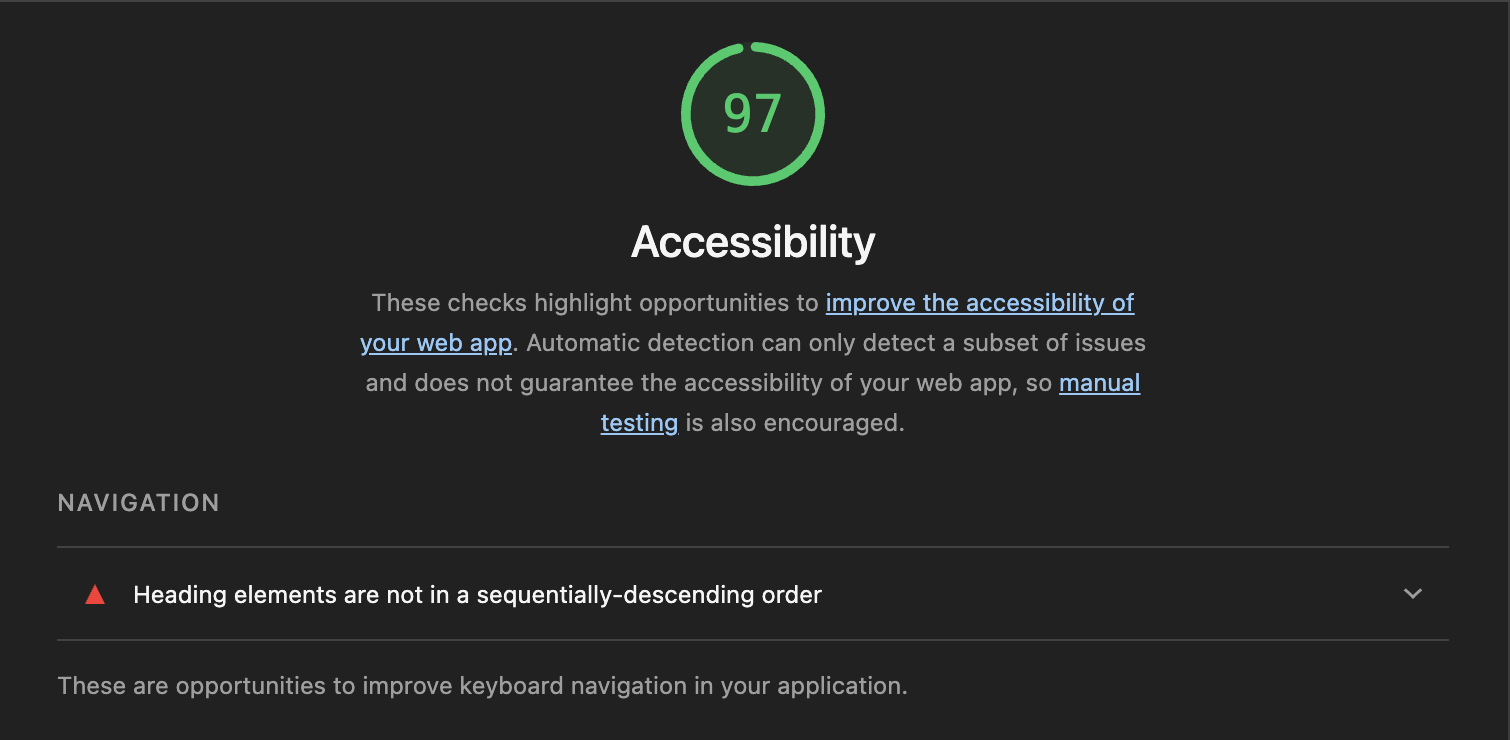 97
Accessibility
These checks highlight opportunities to improve the accessibility of
your web app. Automatic detection can only detect a subset of issues
and does not guarantee the accessibility of your web app, so manual
testing is also encouraged.
NAVIGATION
Heading elements are not in a sequentially-descending order
These are opportunities to improve keyboard navigation in your application.